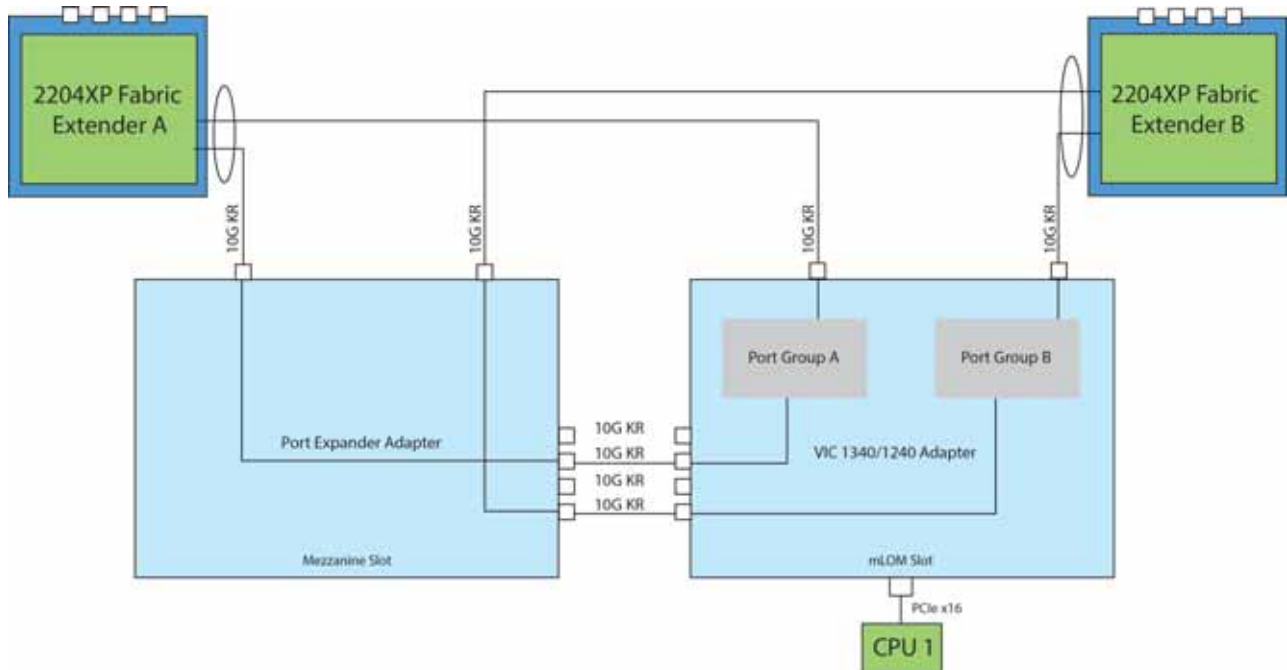 2204XP Fabric
Extender A
2204XP Fabric
Extender B
10G KR
10G KR
10G KR
10G KR
Port Group A
Port Group B
10G KR
10G KR
10G KR
10G KR
Port Expander Adapter
VIC 1340/1240 Adapter
Mezzanine Slot
mLOM Slot
PCIe x16
CPU 1